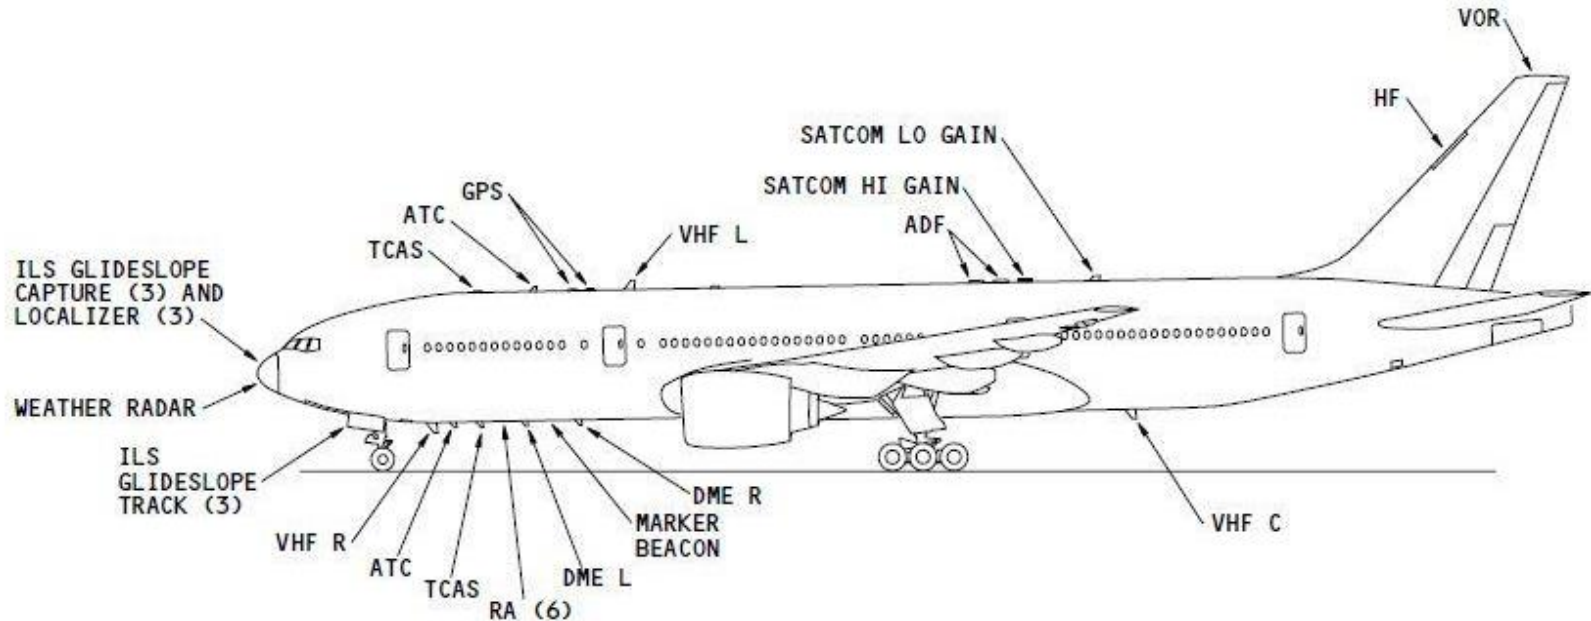 VOR
HF
SATCOM LO GAIN
SATCOM HI GAIN
GPS
ATC
ADF
VHF L
TCAS
ILS GLIDESLOPE
CAPTURE (3) AND
LOCALIZER (3)
WEATHER RADAR
ILS
GLIDESLOPE
TRACK (3)
DME R
MARKER
BEACON
VHF C
VHF R
ATC
TCAS
DME L
RA (6)